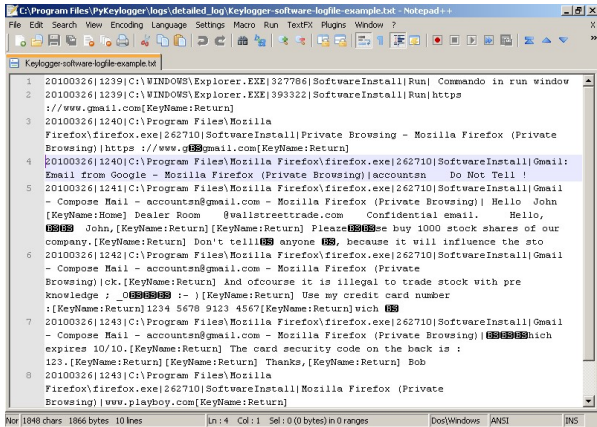 C:\Program Files\PyKeylogger\logs\detailed_log\Keylogger-software-logfile-example.txt - Notepad++
File Edit Search View Encoding Language Settings Macro Run TextFX Plugins Window ? X
Keylogger-software-logfile-example.txt
1 20100326|1239|C:\WINDOWS\Explorer.EXE|327786|SoftwareInstall|Run| Commando in run window
2 20100326|1239|C:\WINDOWS\Explorer.EXE|393322|SoftwareInstall|Run|https
://www.gmail.com[KeyName:Return]
3 20100326|1240|C:\Program Files\Mozilla
Firefox\firefox.exe|262710|SoftwareInstall|Private Browsing - Mozilla Firefox (Private
Browsing)|https ://www.gBSgmail.com[KeyName:Return]
4 20100326|1240|C:\Program Files\Mozilla Firefox\firefox.exe|262710|SoftwareInstall|Gmail:
Email from Google - Mozilla Firefox (Private Browsing)|accountsn Do Not Tell !
5 20100326|1241|C:\Program Files\Mozilla Firefox\firefox.exe|262710|SoftwareInstall|Gmail
- Compose Mail - accountsn@gmail.com - Mozilla Firefox (Private Browsing)| Hello John
[KeyName:Home] Dealer Room @wallstreettrade.com Confidential email. Hello,
BSBS John,[KeyName:Return][KeyName:Return] PleazeBSBSse buy 1000 stock shares of our
company.[KeyName:Return] Don't telllBS anyone BS, because it will influence the sto
6 20100326|1242|C:\Program Files\Mozilla Firefox\firefox.exe|262710|SoftwareInstall|Gmail
- Compose Mail - accountsn@gmail.com - Mozilla Firefox (Private
Browsing)|ck.[KeyName:Return] And ofcourse it is illegal to trade stock with pre
knowledge ; _OBSBSBSBS :- )[KeyName:Return] Use my credit card number
:[KeyName:Return]1234 5678 9123 4567[KeyName:Return]wich BS
7 20100326|1243|C:\Program Files\Mozilla Firefox\firefox.exe|262710|SoftwareInstall|Gmail
- Compose Mail - accountsn@gmail.com - Mozilla Firefox (Private Browsing)|BSBSBSBShich
expires 10/10.[KeyName:Return] The card security code on the back is :
123.[KeyName:Return][KeyName:Return] Thanks,[KeyName:Return] Bob
8 20100326|1243|C:\Program Files\Mozilla
Firefox\firefox.exe|262710|SoftwareInstall|Mozilla Firefox (Private
Browsing)|www.playboy.com[KeyName:Return]
Nor 1848 chars 1866 bytes 10 lines Ln : 4 Col : 1 Sel : 0 (0 bytes) in 0 ranges Dos\Windows ANSI INS